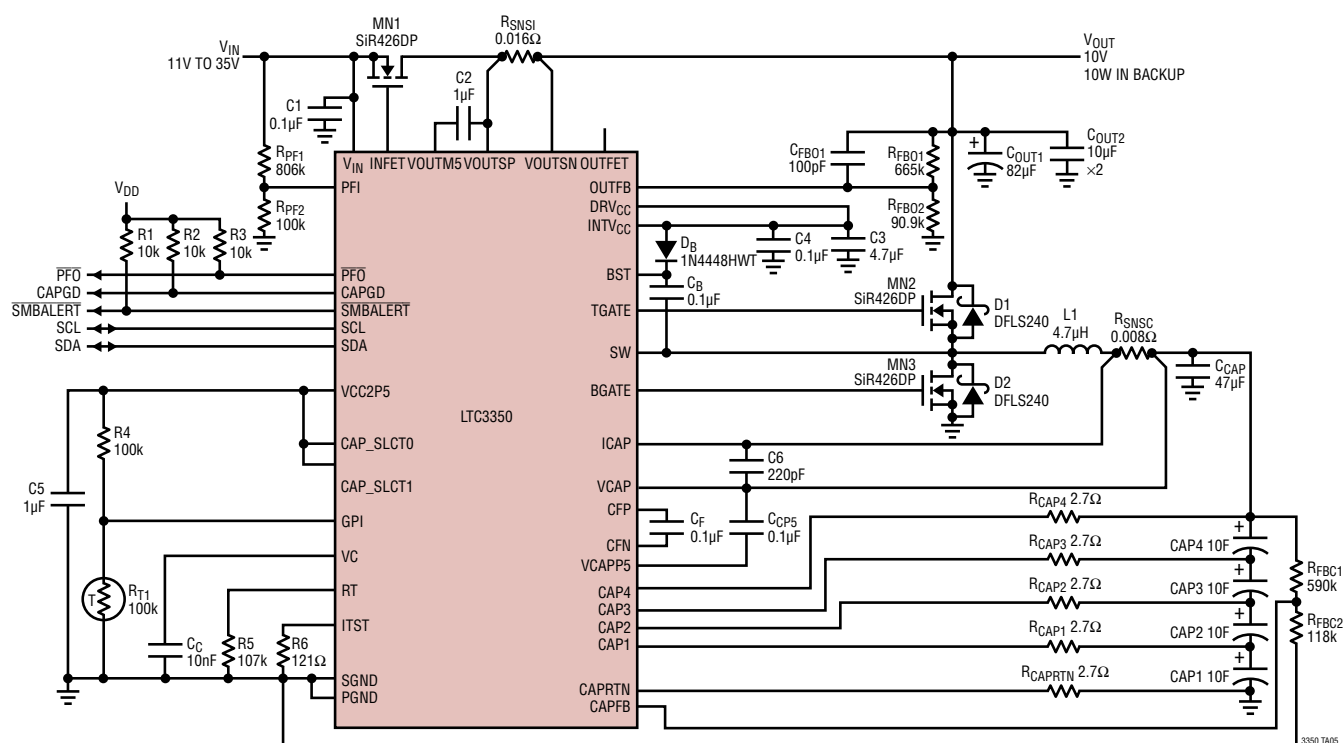 MN1
SiR426DP
RSNSI
0.016Ω
VIN
11V TO 35V
VOUT
10V
10W IN BACKUP
C1
0.1µF
C2
1µF
RPF1
806k
VIN INFET VOUTM5 VOUTSP VOUTSN OUTFET
CFBO1
100pF
RFBO1
665k
+
COUT1
82µF
COUT2
10µF
×2
VDD
PFI
OUTFB
RPF2
100k
DRVCC
INTVCC
RFBO2
90.9k
R1
10k
R2
10k
R3
10k
DB
1N4448HWT
C4
0.1µF
C3
4.7µF
PFO
PFO
BST
CAPGD
CAPGD
CB
0.1µF
MN2
SiR426DP
D1
DFLS240
SMBALERT
SMBALERT
TGATE
SCL
SCL
L1
4.7µH
RSNSC
0.008Ω
SDA
SDA
SW
MN3
SiR426DP
D2
DFLS240
CCAP
47µF
VCC2P5
BGATE
LTC3350
R4
100k
CAP_SLCT0
ICAP
C6
220pF
C5
1µF
CAP_SLCT1
VCAP
RCAP4 2.7Ω
GPI
CFP
CF
0.1µF
CCP5
0.1µF
+
CAP4 10F
CFN
RCAP3 2.7Ω
VC
VCAPP5
RFBC1
590k
T
RT1
100k
RT
CAP4
RCAP2 2.7Ω
+
CAP3 10F
CAP3
ITST
CAP2
+
CAP2 10F
RFBC2
118k
CAP1
RCAP1 2.7Ω
CC
10nF
R5
107k
R6
121Ω
+
CAP1 10F
SGND
PGND
CAPRTN
RCAPRTN 2.7Ω
CAPFB
3350 TA05